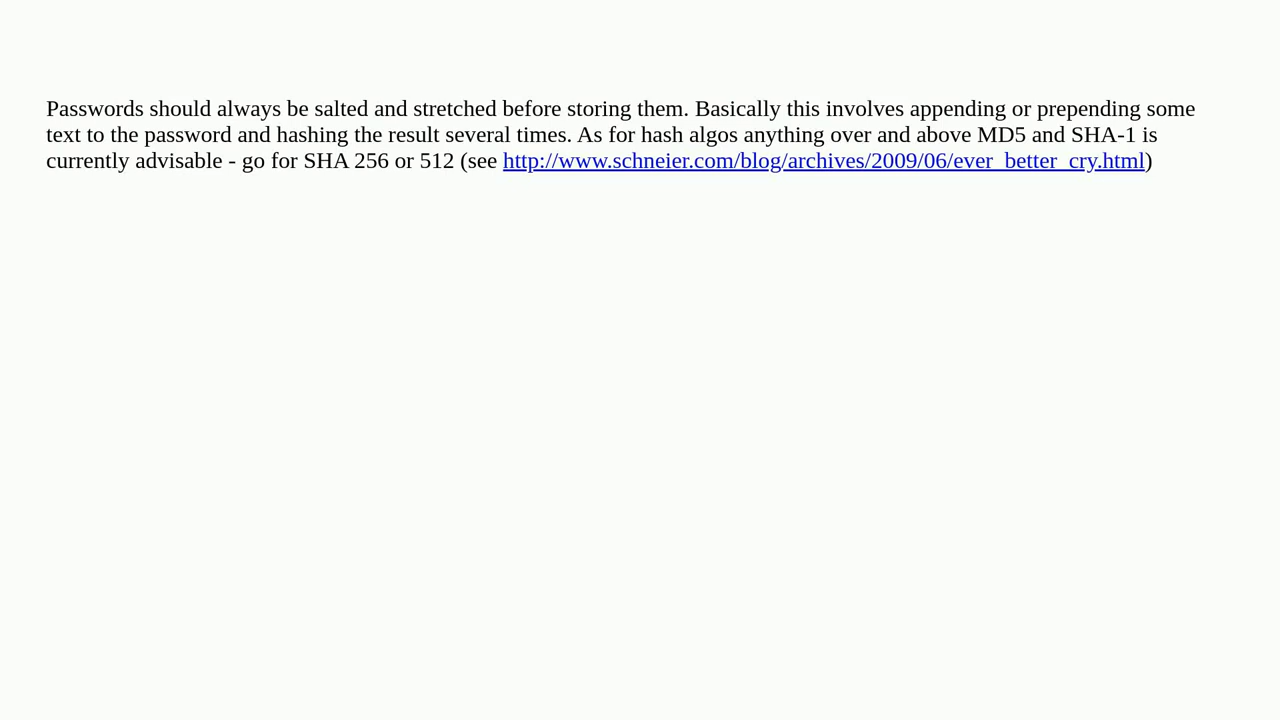 Passwords should always be salted and stretched before storing them. Basically this involves appending or prepending some
text to the password and hashing the result several times. As for hash algos anything over and above MD5 and SHA-1 is
currently advisable - go for SHA 256 or 512 (see http://www.schneier.com/blog/archives/2009/06/ever_better_cry.html)